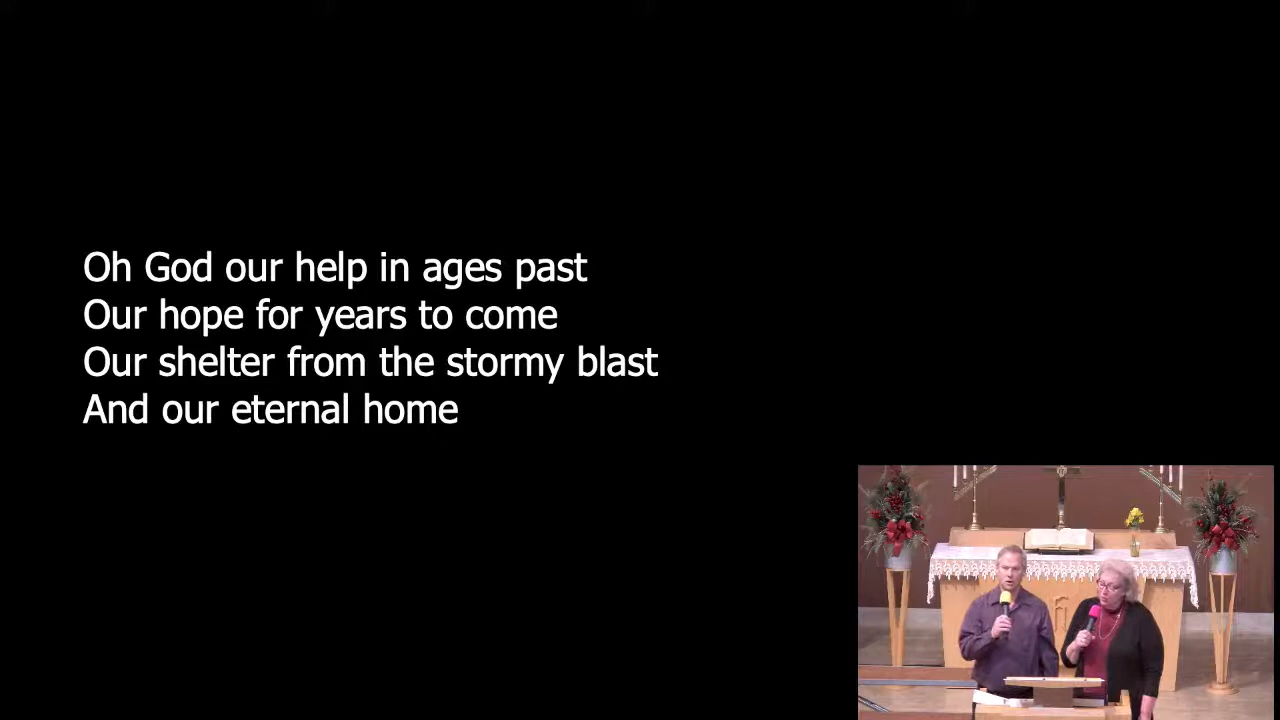 Oh God our help in ages past
Our hope for years to come
Our shelter from the stormy blast
And our eternal home